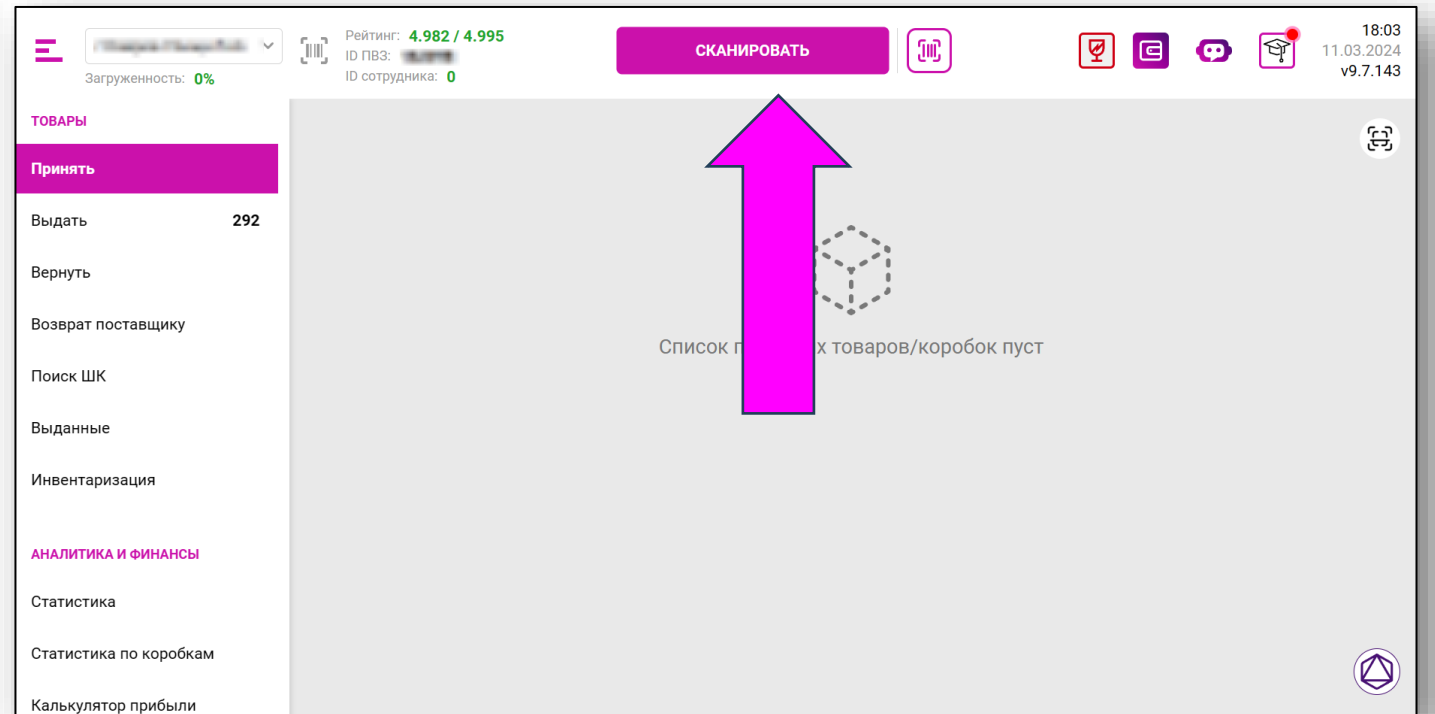 Загруженность: 0%
Рейтинг: 4.982 / 4.995
ID ПВЗ:
ID сотрудника: 0
СКАНИРОВАТЬ
18:03
11.03.2024
v9.7.143
ТОВАРЫ
Принять
Выдать 292
Вернуть
Возврат поставщику
Поиск ШК
Выданные
Инвентаризация
АНАЛИТИКА И ФИНАНСЫ
Статистика
Статистика по коробкам
Калькулятор прибыли
Список товаров/коробок пуст